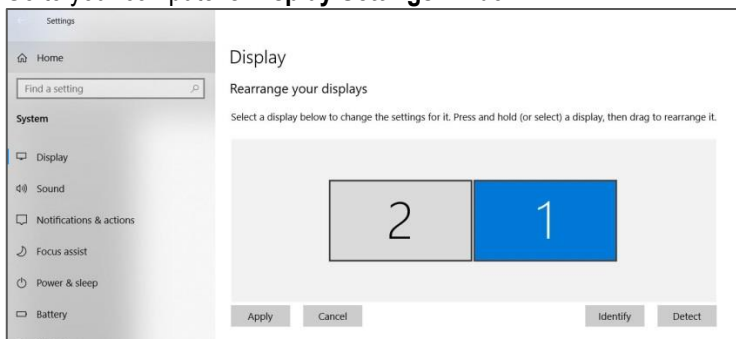 Settings
Home
Find a setting
System
Display
Sound
Notifications & actions
Focus assist
Power & sleep
Battery
Display
Rearrange your displays
Select a display below to change the settings for it. Press and hold (or select) a display, then drag to rearrange it.
2 1
Apply Cancel Identify Detect